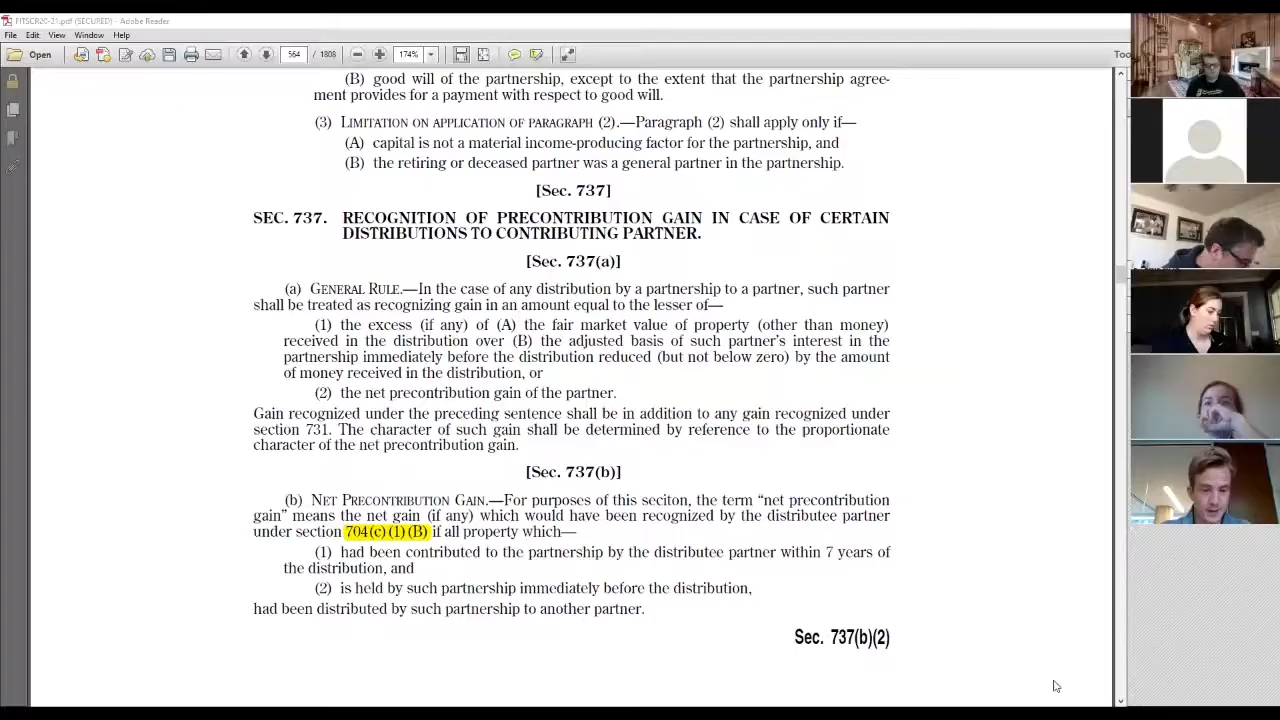 FITSCR20-21.pdf (SECURED) - Adobe Reader
File Edit View Window Help
Open 564 / 1808 174% Too
(B) good will of the partnership, except to the extent that the partnership agree-
ment provides for a payment with respect to good will.
(3) LIMITATION ON APPLICATION OF PARAGRAPH (2).—Paragraph (2) shall apply only if—
(A) capital is not a material income-producing factor for the partnership, and
(B) the retiring or deceased partner was a general partner in the partnership.
[Sec. 737]
SEC. 737. RECOGNITION OF PRECONTRIBUTION GAIN IN CASE OF CERTAIN
DISTRIBUTIONS TO CONTRIBUTING PARTNER.
[Sec. 737(a)]
(a) GENERAL RULE.—In the case of any distribution by a partnership to a partner, such partner
shall be treated as recognizing gain in an amount equal to the lesser of—
(1) the excess (if any) of (A) the fair market value of property (other than money)
received in the distribution over (B) the adjusted basis of such partner's interest in the
partnership immediately before the distribution reduced (but not below zero) by the amount
of money received in the distribution, or
(2) the net precontribution gain of the partner.
Gain recognized under the preceding sentence shall be in addition to any gain recognized under
section 731. The character of such gain shall be determined by reference to the proportionate
character of the net precontribution gain.
[Sec. 737(b)]
(b) NET PRECONTRIBUTION GAIN.—For purposes of this seciton, the term “net precontribution
gain” means the net gain (if any) which would have been recognized by the distributee partner
under section 704(c)(1)(B) if all property which—
(1) had been contributed to the partnership by the distributee partner within 7 years of
the distribution, and
(2) is held by such partnership immediately before the distribution,
had been distributed by such partnership to another partner.
Sec. 737(b)(2)